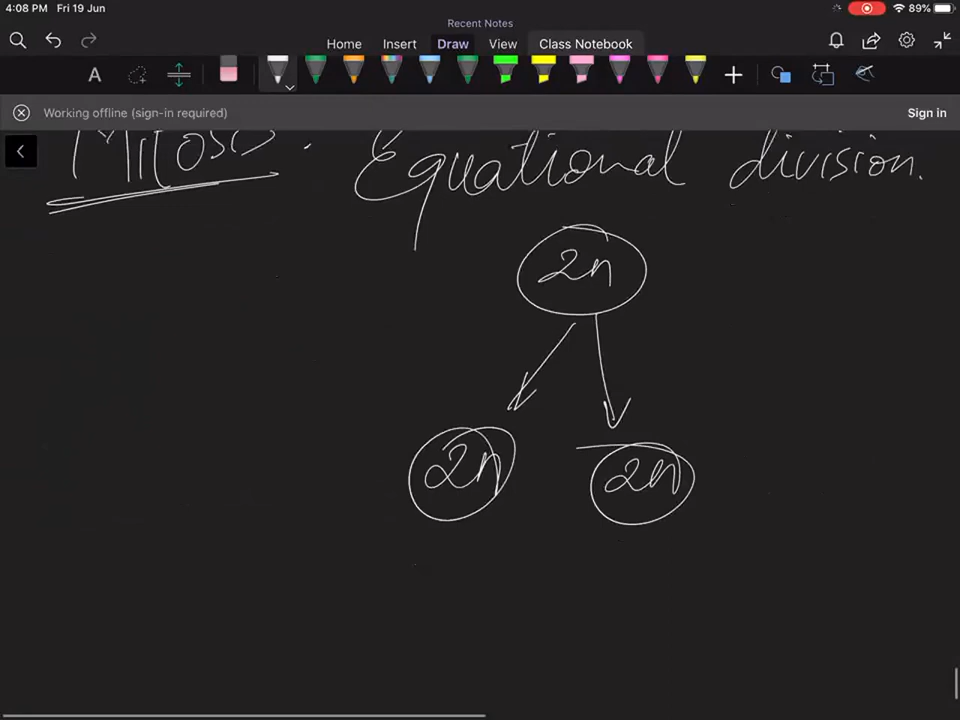 4:08 PM Fri 19 Jun
89%
Recent Notes
Home Insert Draw View Class Notebook
A
Working offline (sign-in required) Sign in
Mitosis. Equational division.
2n
2n 2n